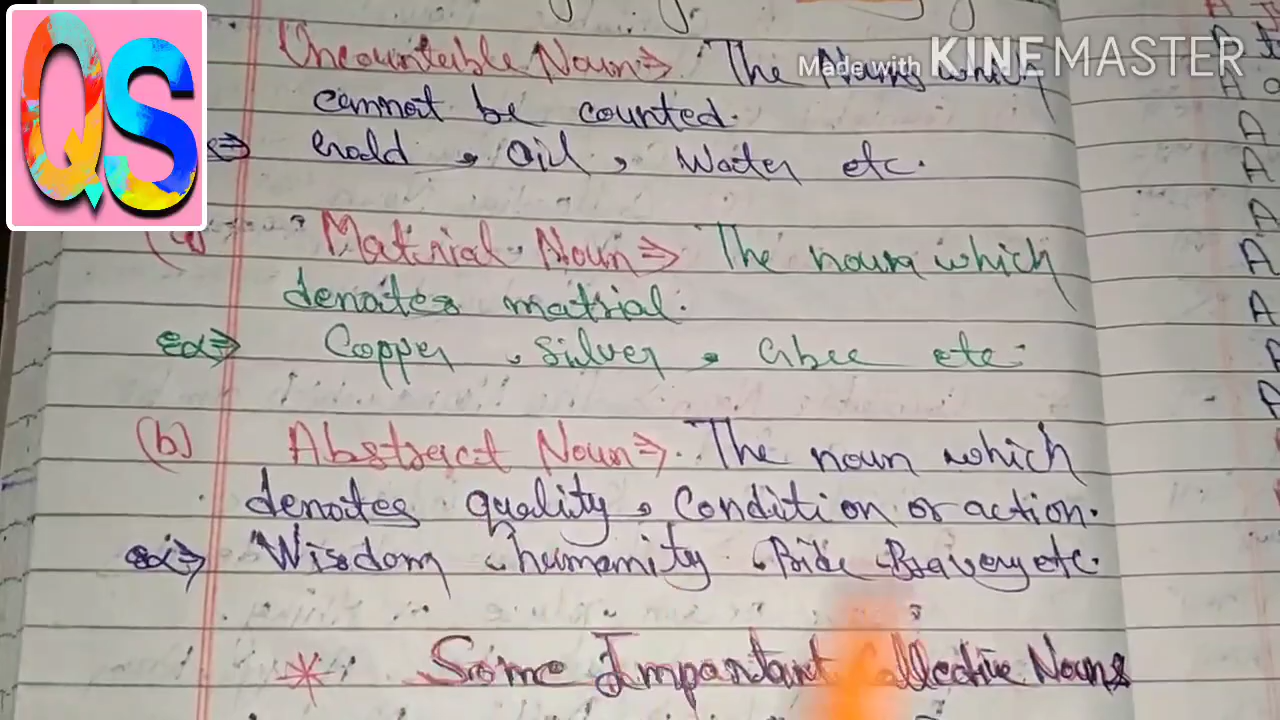 QS
Made with KINEMASTER
Uncountable Noun⇒ The Nouns which
cannot be counted.
⇒ Gold , Oil , Water etc.
(a) Matrial Noun⇒ The noun which
denotes matrial.
ex⇒ Copper , Silver , Ghee etc.
(b) Abstract Noun⇒ The noun which
denotes quality, Condition or action.
ex⇒ Wisdom , humanity , Pride , Bravery etc.
* Some Important Collective Nouns
A
A
A
A
A
A
A
A
A